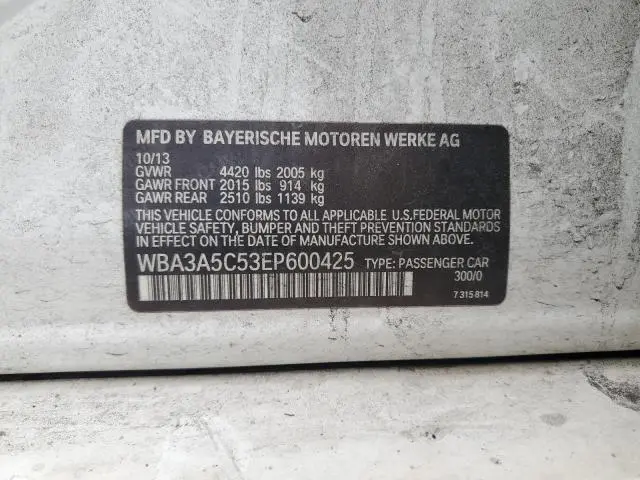 MFD BY BAYERISCHE MOTOREN WERKE AG
10/13
GVWR 4420 lbs 2005 kg
GAWR FRONT 2015 lbs 914 kg
GAWR REAR 2510 lbs 1139 kg
THIS VEHICLE CONFORMS TO ALL APPLICABLE U.S.FEDERAL MOTOR
VEHICLE SAFETY, BUMPER AND THEFT PREVENTION STANDARDS
IN EFFECT ON THE DATE OF MANUFACTURE SHOWN ABOVE.
WBA3A5C53EP600425 TYPE: PASSENGER CAR
300/0
7 315 814